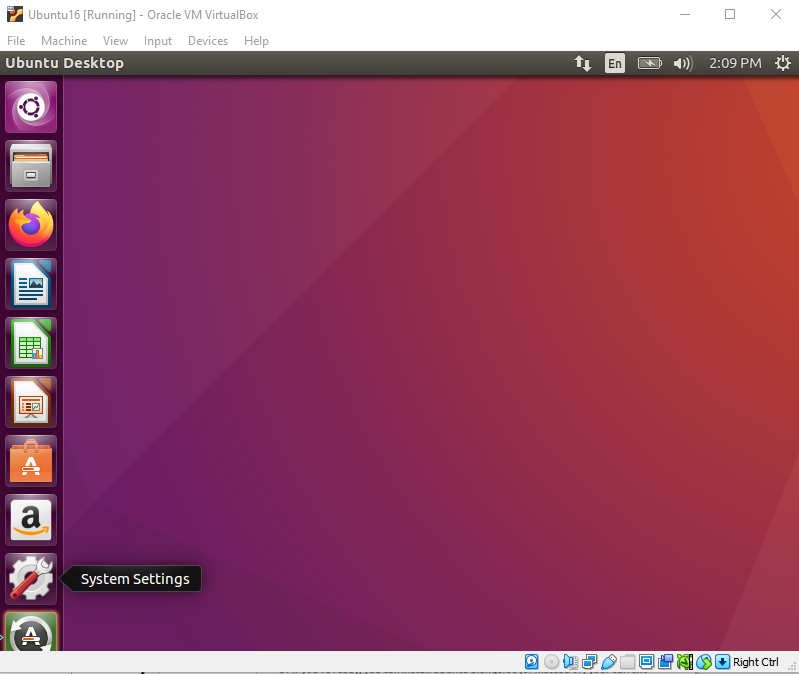 Ubuntu16 [Running] - Oracle VM VirtualBox
File Machine View Input Devices Help
Ubuntu Desktop En 2:09 PM
a
System Settings
Right Ctrl